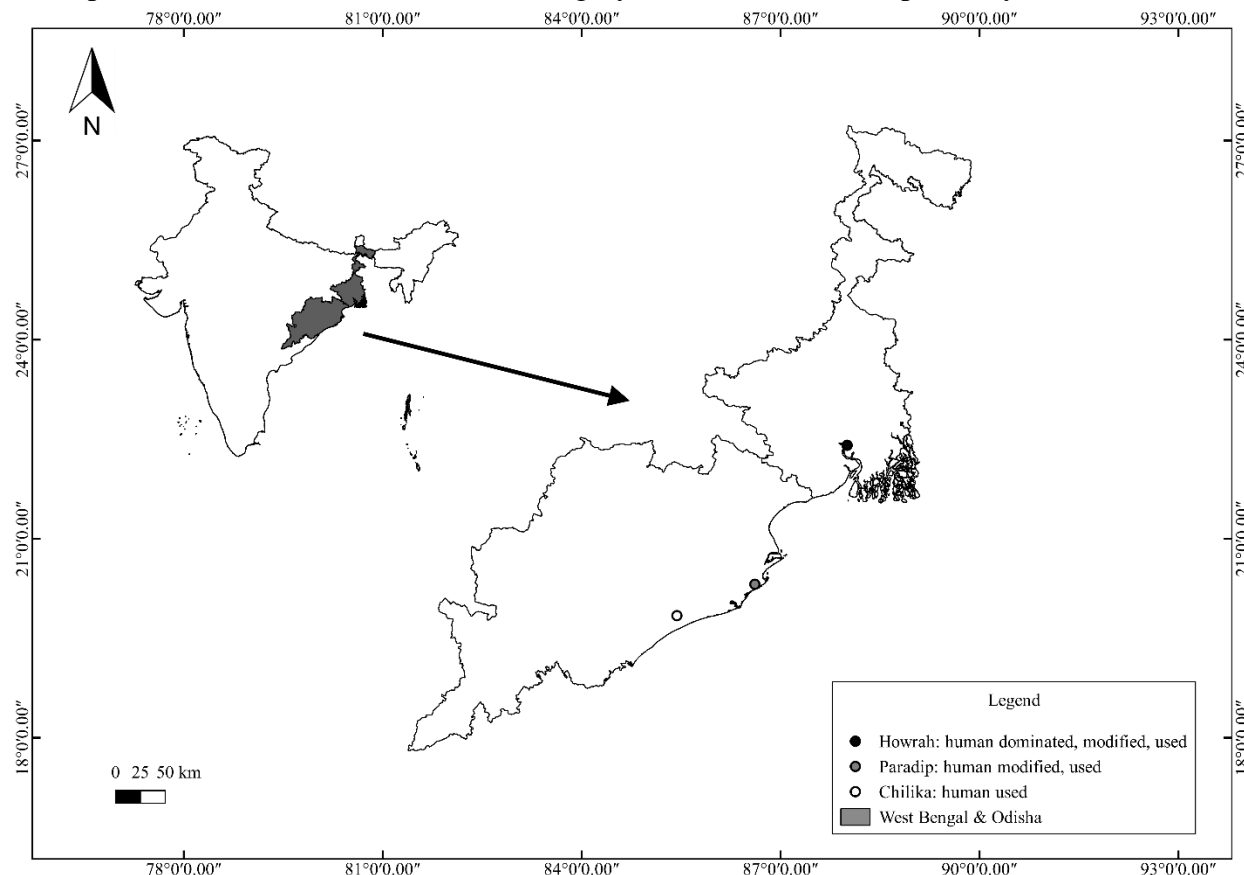 78°0′0.00″ 81°0′0.00″ 84°0′0.00″ 87°0′0.00″ 90°0′0.00″ 93°0′0.00″
N
27°0′0.00″ 27°0′0.00″
24°0′0.00″ 24°0′0.00″
21°0′0.00″ 21°0′0.00″
18°0′0.00″ 18°0′0.00″
0 25 50 km
Legend
Howrah: human dominated, modified, used
Paradip: human modified, used
Chilika: human used
West Bengal & Odisha
78°0′0.00″ 81°0′0.00″ 84°0′0.00″ 87°0′0.00″ 90°0′0.00″ 93°0′0.00″